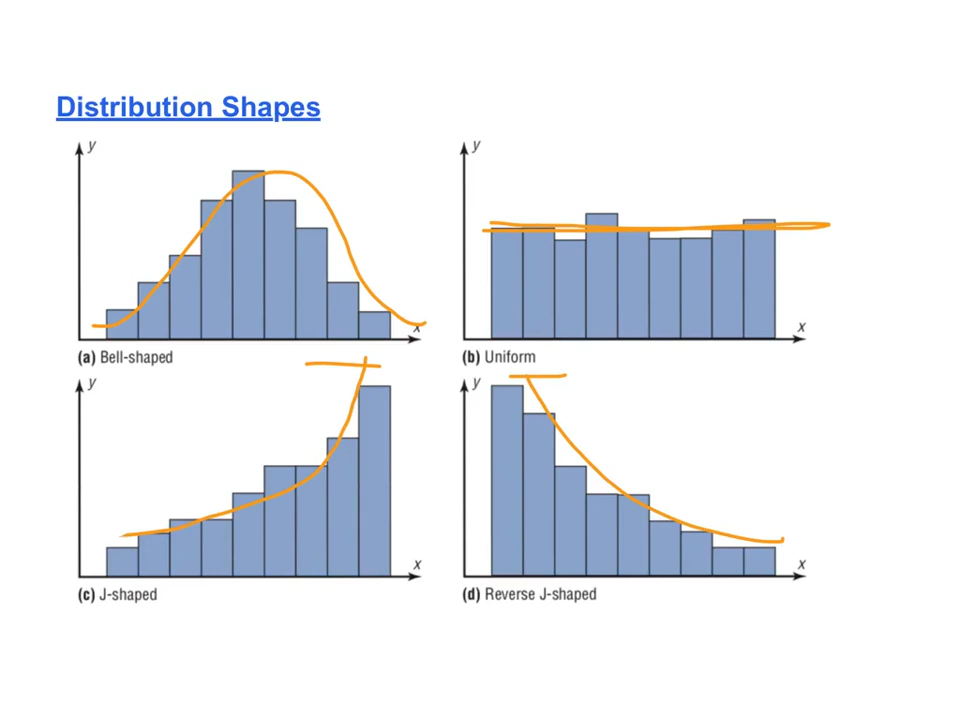 Distribution Shapes
y
y
x
x
(a) Bell-shaped
(b) Uniform
y
y
x
x
(c) J-shaped
(d) Reverse J-shaped